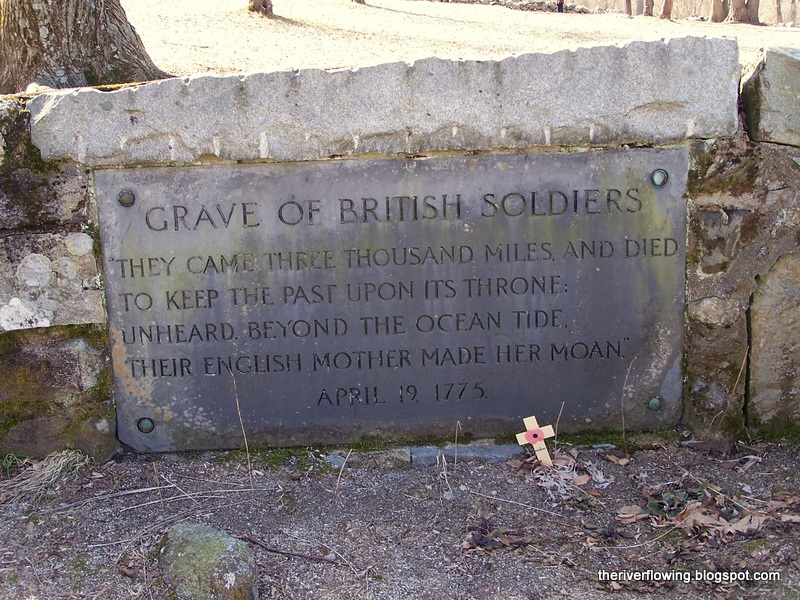 GRAVE OF BRITISH SOLDIERS
"THEY CAME THREE THOUSAND MILES, AND DIED
TO KEEP THE PAST UPON ITS THRONE:
UNHEARD, BEYOND THE OCEAN TIDE,
THEIR ENGLISH MOTHER MADE HER MOAN."
APRIL 19, 1775.
theriverflowing.blogspot.com